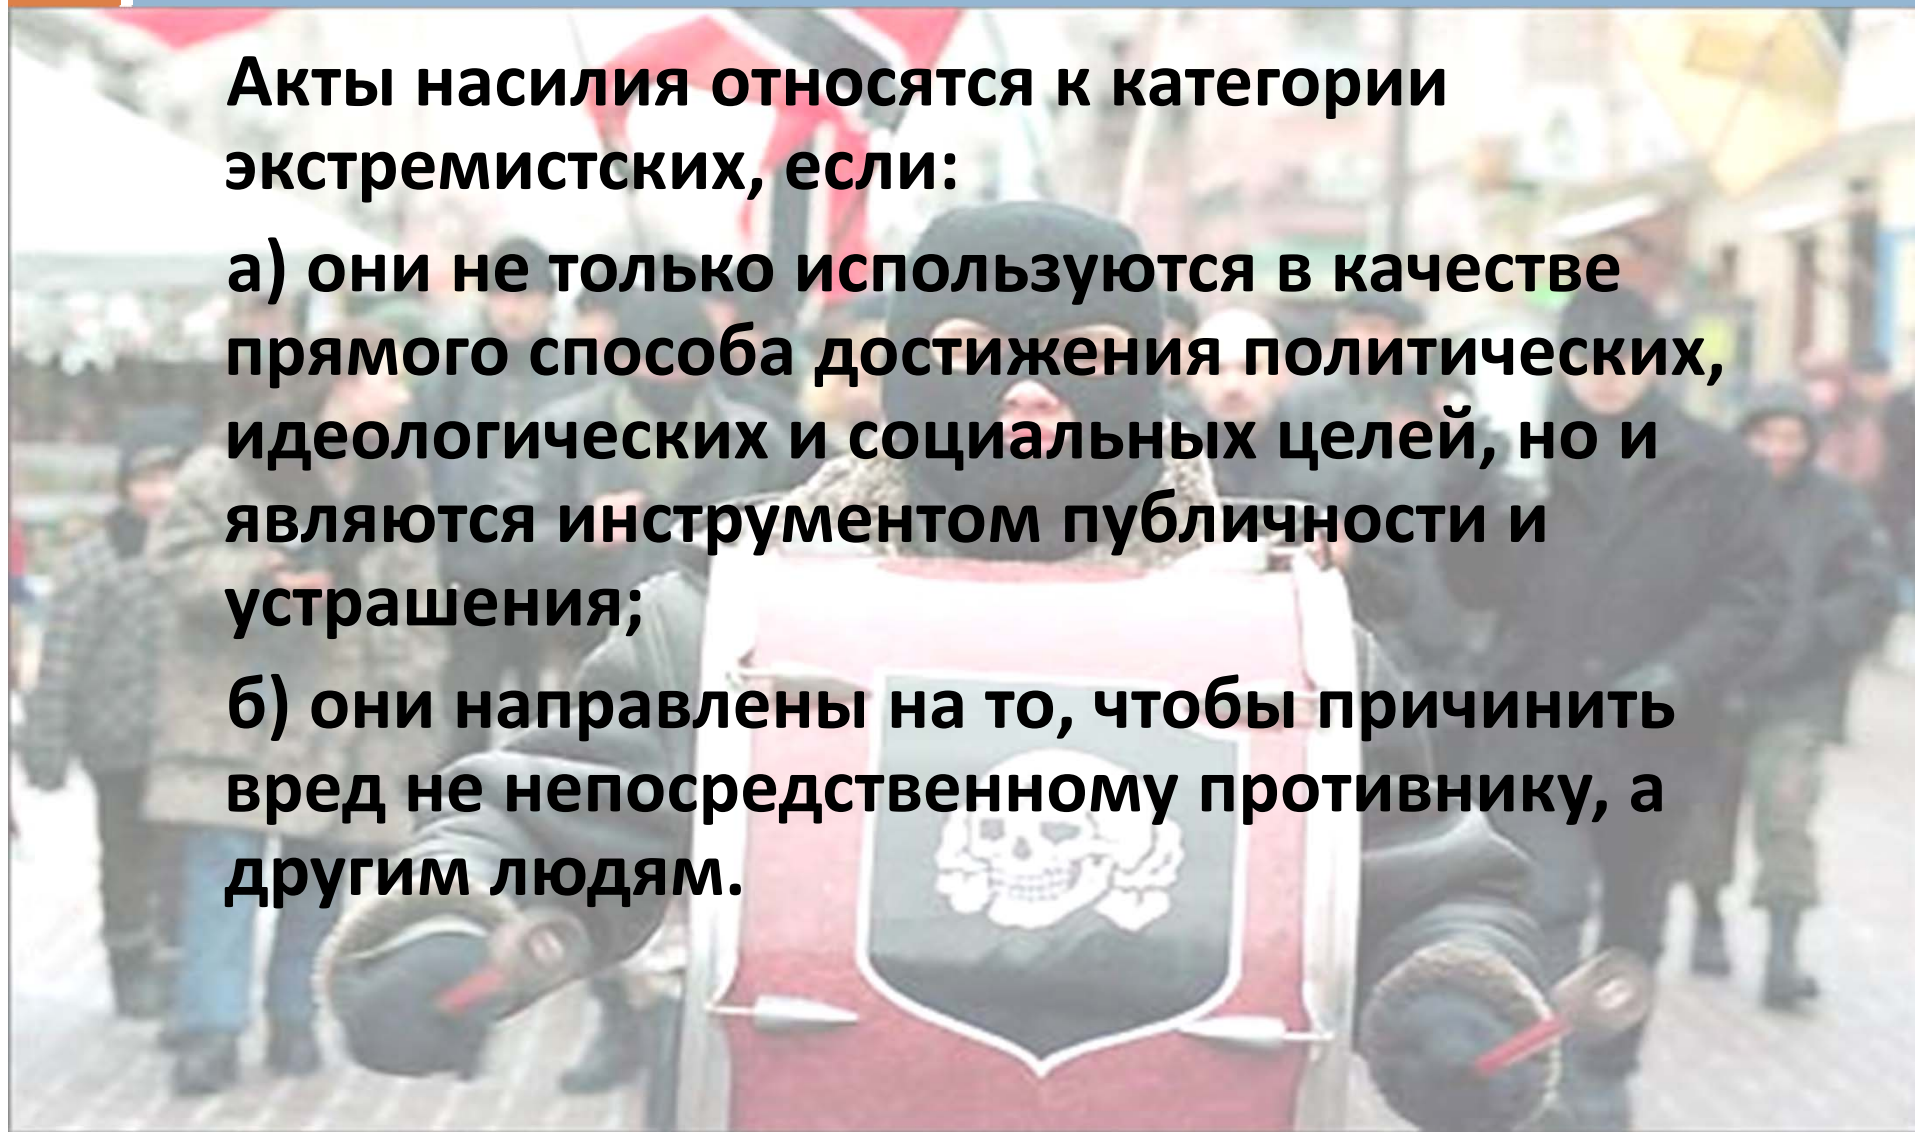 Акты насилия относятся к категории
экстремистских, если:
а) они не только используются в качестве
прямого способа достижения политических,
идеологических и социальных целей, но и
являются инструментом публичности и
устрашения;
б) они направлены на то, чтобы причинить
вред не непосредственному противнику, а
другим людям.